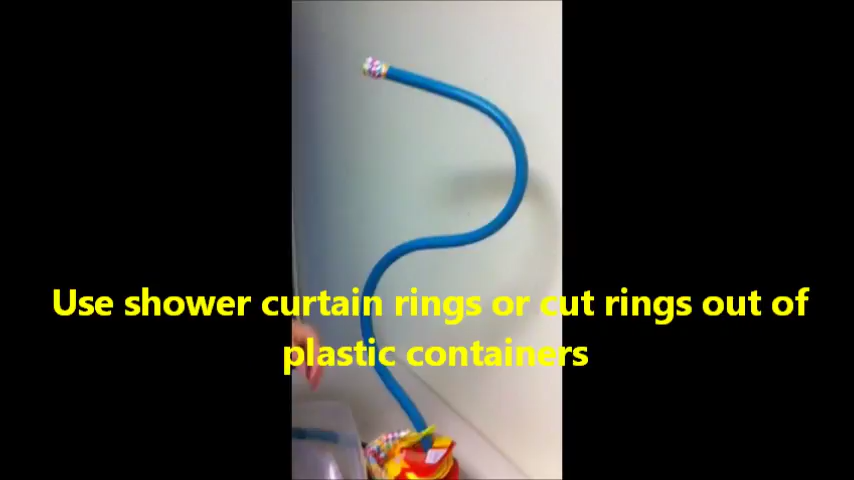 Use shower curtain rings or cut rings out of
plastic containers